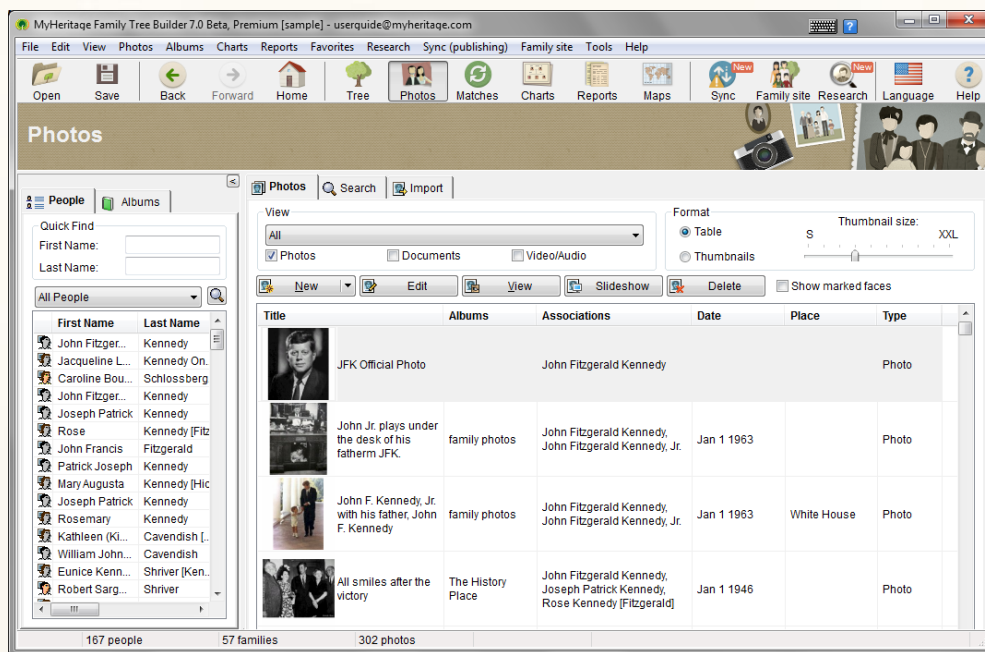 MyHeritage Family Tree Builder 7.0 Beta, Premium [sample] - userguide@myheritage.com
File Edit View Photos Albums Charts Reports Favorites Research Sync (publishing) Family site Tools Help
New New
Open Save Back Forward Home Tree Photos Matches Charts Reports Maps Sync Family site Research Language Help
Photos
People Albums
Quick Find
First Name:
Last Name:
All People
First Name Last Name
John Fitzger... Kennedy
Jacqueline L... Kennedy On.
Caroline Bou... Schlossberg
John Fitzger... Kennedy
Joseph Patrick Kennedy
Rose Kennedy [Fitz
John Francis Fitzgerald
Patrick Joseph Kennedy
Mary Augusta Kennedy [Hic
Joseph Patrick Kennedy
Rosemary Kennedy
Kathleen (Ki... Cavendish [..
William John... Cavendish
Eunice Kenn... Shriver [Ken..
Robert Sarg... Shriver
Photos Search Import
View
All
Photos Documents Video/Audio
Format
Table
Thumbnails
Thumbnail size:
S XXL
New Edit View Slideshow Delete Show marked faces
Title Albums Associations Date Place Type
JFK Official Photo John Fitzgerald Kennedy Photo
John Jr. plays under
the desk of his
fatherm JFK.
family photos
John Fitzgerald Kennedy,
John Fitzgerald Kennedy, Jr.
Jan 1 1963
Photo
John F. Kennedy, Jr.
with his father, John
F. Kennedy
family photos
John Fitzgerald Kennedy,
John Fitzgerald Kennedy, Jr.
Jan 1 1963
White House
Photo
All smiles after the
victory
The History
Place
John Fitzgerald Kennedy,
Joseph Patrick Kennedy,
Rose Kennedy [Fitzgerald]
Jan 1 1946
Photo
167 people 57 families 302 photos